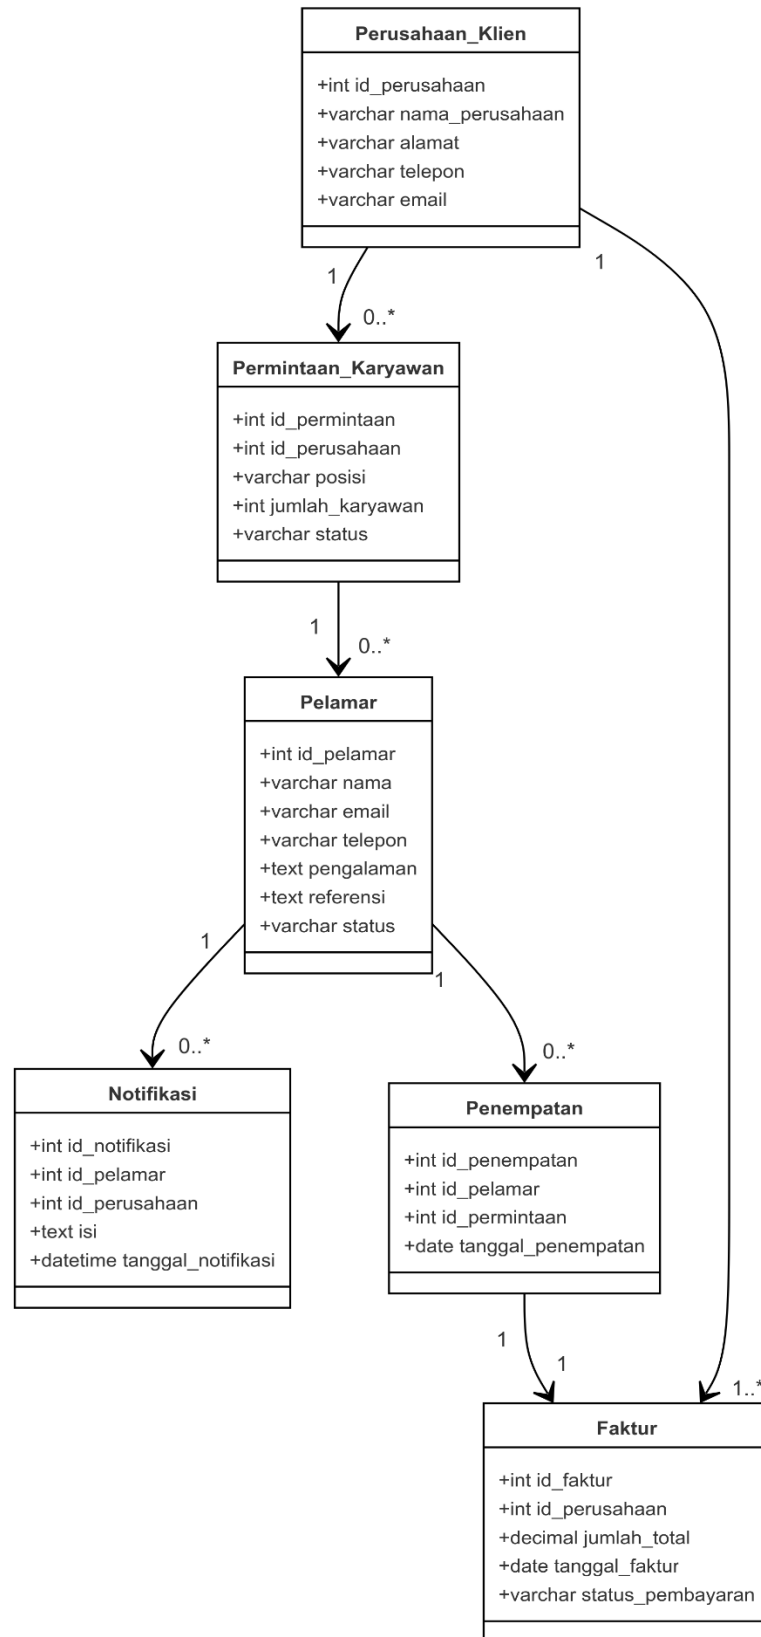 Perusahaan_Klien
+int id_perusahaan
+varchar nama_perusahaan
+varchar alamat
+varchar telepon
+varchar email
1
1
0..*
Permintaan_Karyawan
+int id_permintaan
+int id_perusahaan
+varchar posisi
+int jumlah_karyawan
+varchar status
1
0..*
Pelamar
+int id_pelamar
+varchar nama
+varchar email
+varchar telepon
+text pengalaman
+text referensi
+varchar status
1
1
0..*
0..*
Notifikasi
+int id_notifikasi
+int id_pelamar
+int id_perusahaan
+text isi
+datetime tanggal_notifikasi
Penempatan
+int id_penempatan
+int id_pelamar
+int id_permintaan
+date tanggal_penempatan
1
1
1..*
Faktur
+int id_faktur
+int id_perusahaan
+decimal jumlah_total
+date tanggal_faktur
+varchar status_pembayaran